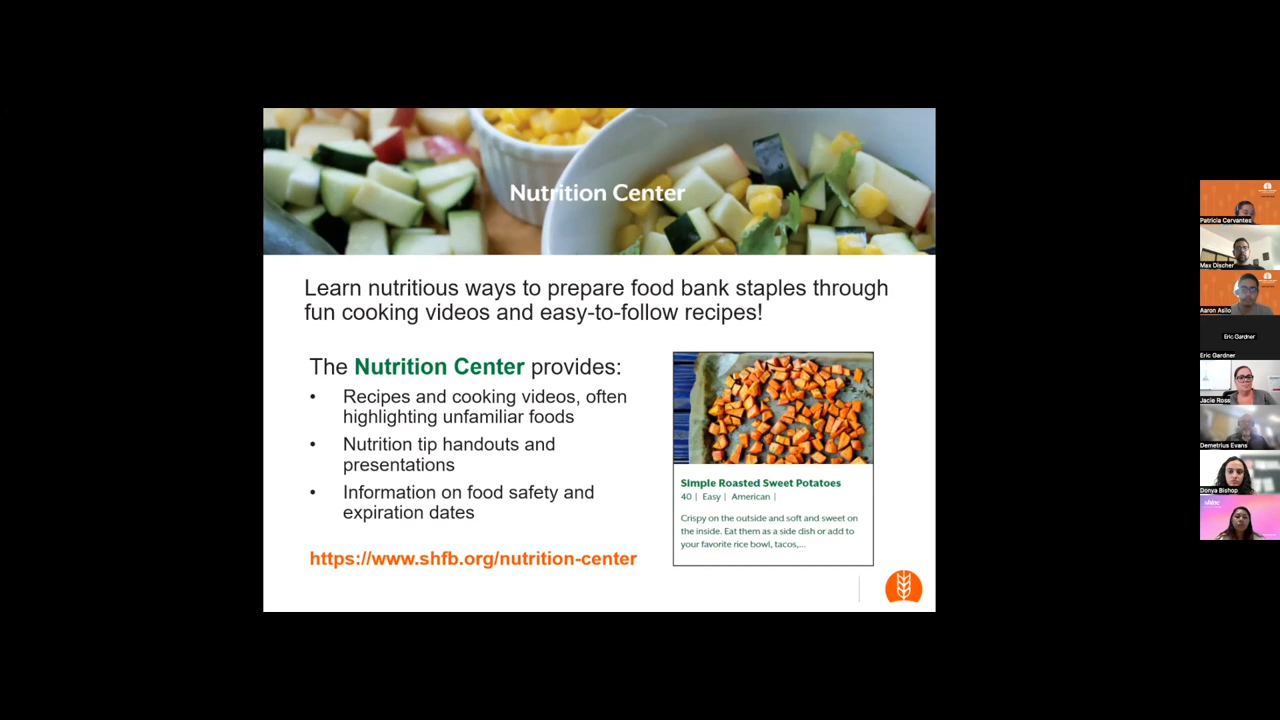 Nutrition Center
Learn nutritious ways to prepare food bank staples through
fun cooking videos and easy-to-follow recipes!
The Nutrition Center provides:
• Recipes and cooking videos, often
highlighting unfamiliar foods
• Nutrition tip handouts and
presentations
• Information on food safety and
expiration dates
https://www.shfb.org/nutrition-center
Simple Roasted Sweet Potatoes
40 | Easy | American |
Crispy on the outside and soft and sweet on
the inside. Eat them as a side dish or add to
your favorite rice bowl, tacos,...
Patricia Cervantes
Max Discher
Aaron Asilo
Eric Gardner
Eric Gardner
Jacie Ross
Demetrius Evans
Donya Bishop